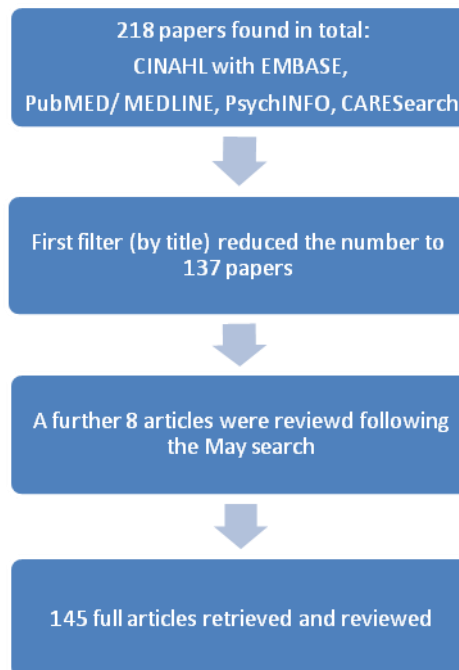 218 papers found in total:
CINAHL with EMBASE,
PubMED/ MEDLINE, PsychINFO, CARESearch
First filter (by title) reduced the number to
137 papers
A further 8 articles were reviewd following
the May search
145 full articles retrieved and reviewed